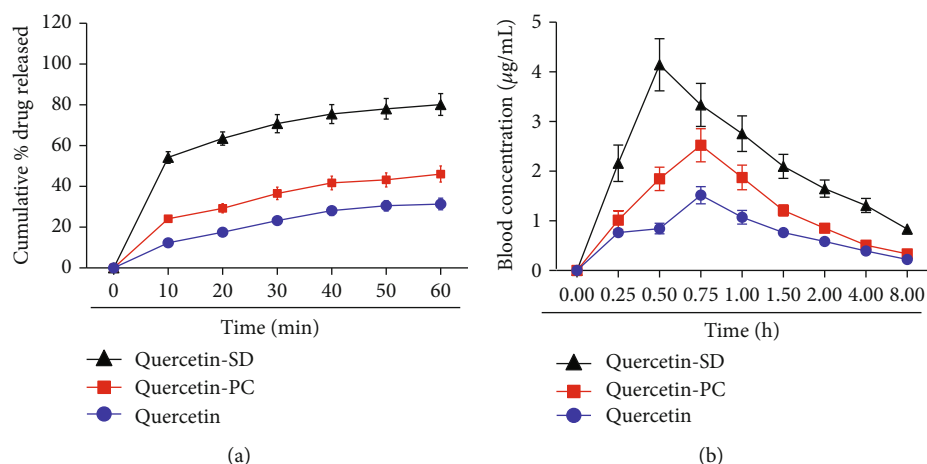 Cumulative % drug released
120
100
80
60
40
20
0
0 10 20 30 40 50 60
Time (min)
Quercetin-SD
Quercetin-PC
Quercetin
(a)
Blood concentration (µg/mL)
5
4
3
2
1
0
0.00 0.25 0.50 0.75 1.00 1.50 2.00 4.00 8.00
Time (h)
Quercetin-SD
Quercetin-PC
Quercetin
(b)